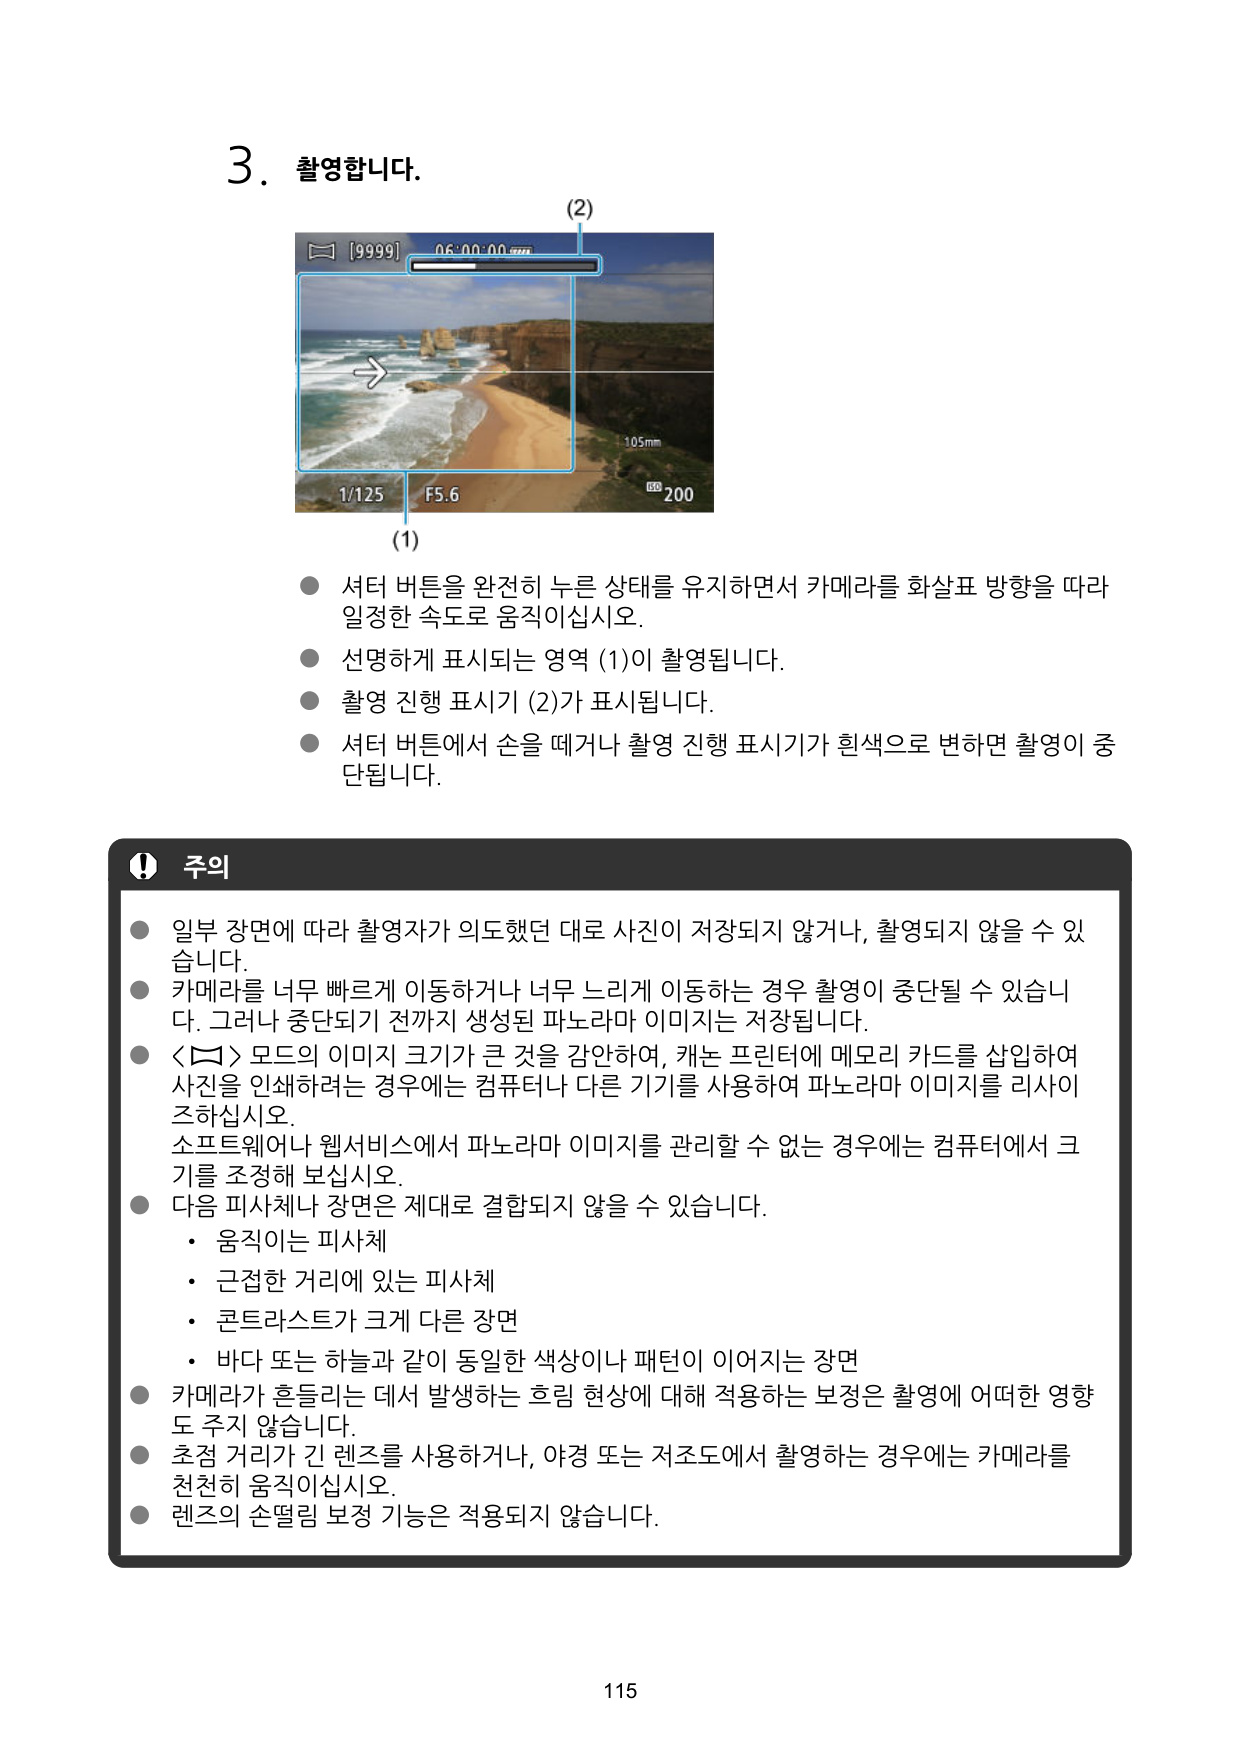 3. 촬영합니다.
(2)
[9999] 06:00:00
105mm
1/125 F5.6 ISO 200
(1)
● 셔터 버튼을 완전히 누른 상태를 유지하면서 카메라를 화살표 방향을 따라
일정한 속도로 움직이십시오.
● 선명하게 표시되는 영역 (1)이 촬영됩니다.
● 촬영 진행 표시기 (2)가 표시됩니다.
● 셔터 버튼에서 손을 떼거나 촬영 진행 표시기가 흰색으로 변하면 촬영이 중
단됩니다.
주의
● 일부 장면에 따라 촬영자가 의도했던 대로 사진이 저장되지 않거나, 촬영되지 않을 수 있
습니다.
● 카메라를 너무 빠르게 이동하거나 너무 느리게 이동하는 경우 촬영이 중단될 수 있습니
다. 그러나 중단되기 전까지 생성된 파노라마 이미지는 저장됩니다.
● < > 모드의 이미지 크기가 큰 것을 감안하여, 캐논 프린터에 메모리 카드를 삽입하여
사진을 인쇄하려는 경우에는 컴퓨터나 다른 기기를 사용하여 파노라마 이미지를 리사이
즈하십시오.
소프트웨어나 웹서비스에서 파노라마 이미지를 관리할 수 없는 경우에는 컴퓨터에서 크
기를 조정해 보십시오.
● 다음 피사체나 장면은 제대로 결합되지 않을 수 있습니다.
• 움직이는 피사체
• 근접한 거리에 있는 피사체
• 콘트라스트가 크게 다른 장면
• 바다 또는 하늘과 같이 동일한 색상이나 패턴이 이어지는 장면
● 카메라가 흔들리는 데서 발생하는 흐림 현상에 대해 적용하는 보정은 촬영에 어떠한 영향
도 주지 않습니다.
● 초점 거리가 긴 렌즈를 사용하거나, 야경 또는 저조도에서 촬영하는 경우에는 카메라를
천천히 움직이십시오.
● 렌즈의 손떨림 보정 기능은 적용되지 않습니다.
115